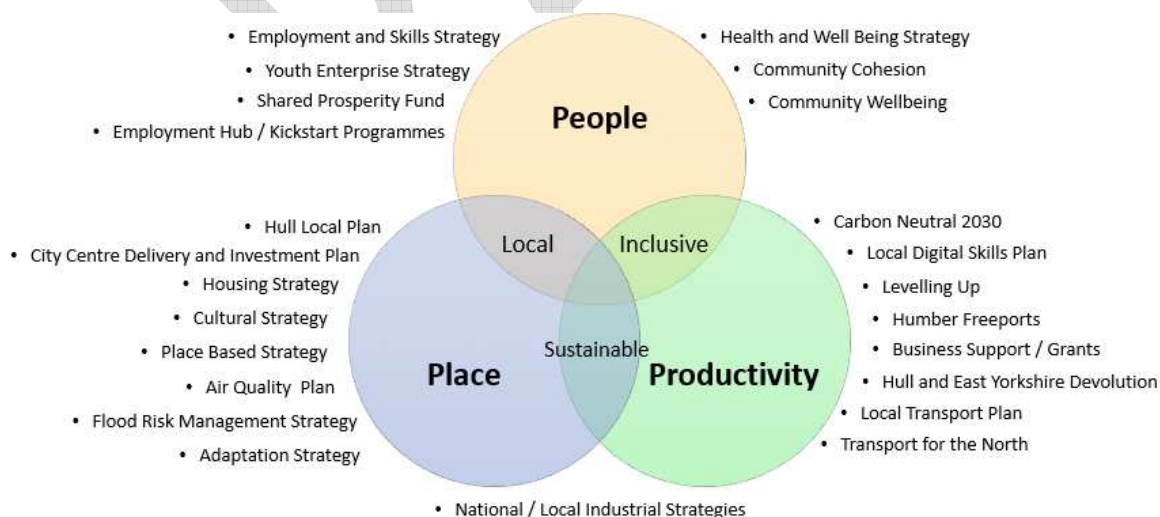 • Employment and Skills Strategy
• Youth Enterprise Strategy
• Shared Prosperity Fund
• Employment Hub / Kickstart Programmes
• Health and Well Being Strategy
• Community Cohesion
• Community Wellbeing
People
• Hull Local Plan
• City Centre Delivery and Investment Plan
• Housing Strategy
• Cultural Strategy
• Place Based Strategy
• Air Quality Plan
• Flood Risk Management Strategy
• Adaptation Strategy
Local
Inclusive
Sustainable
Place
Productivity
• Carbon Neutral 2030
• Local Digital Skills Plan
• Levelling Up
• Humber Freeports
• Business Support / Grants
• Hull and East Yorkshire Devolution
• Local Transport Plan
• Transport for the North
• National / Local Industrial Strategies